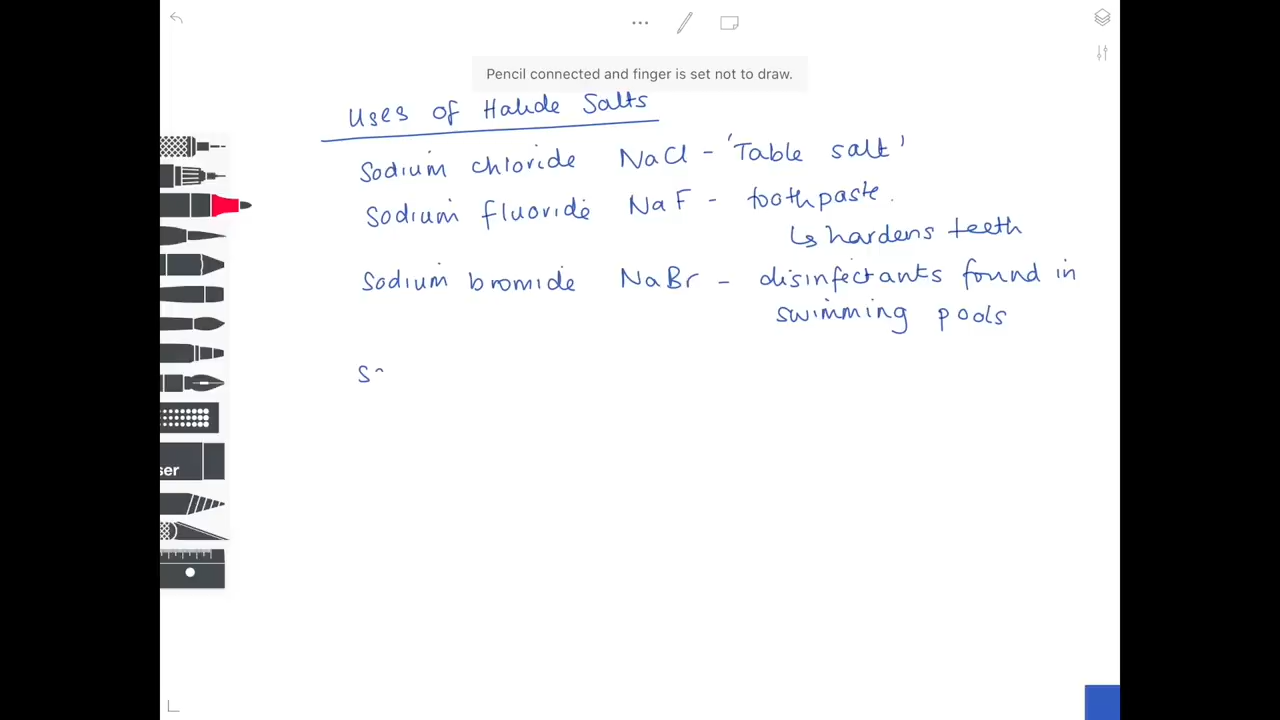 Pencil connected and finger is set not to draw.
Uses of Halide Salts
Sodium chloride NaCl - 'Table salt'
Sodium fluoride NaF - toothpaste.
↳ hardens teeth
Sodium bromide NaBr - disinfectants found in
swimming pools
S
ser